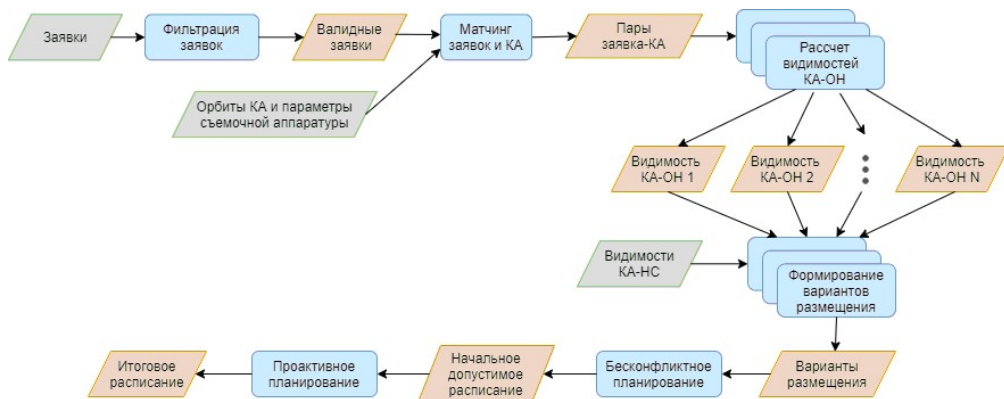 Заявки
Фильтрация
заявок
Валидные
заявки
Матчинг
заявок и КА
Пары
заявка-КА
Рассчет
видимостей
КА-ОН
Орбиты КА и параметры
съемочной аппаратуры
Видимость
КА-ОН 1
Видимость
КА-ОН 2
Видимость
КА-ОН N
Видимости
КА-НС
Формирование
вариантов
размещения
Итоговое
расписание
Проактивное
планирование
Начальное
допустимое
расписание
Бесконфликтное
планирование
Варианты
размещения